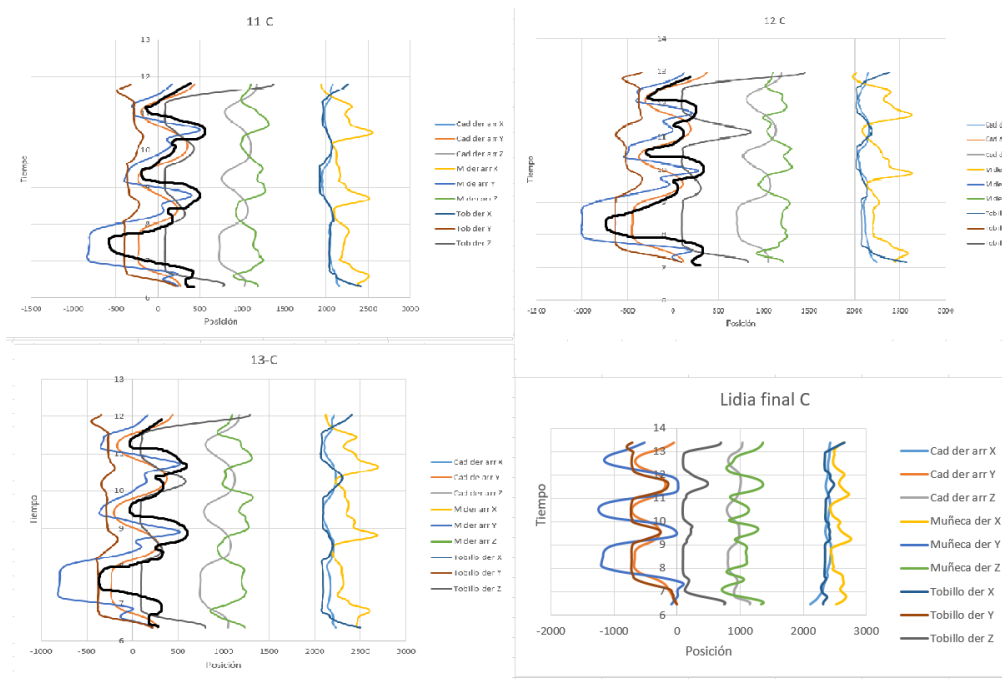 11 C
13
12
10
6
-1500
-1000
-500
0
500
1000
1500
2000
2500
3000
Tiempo
Posición
Cad der arr X
Cad der arr Y
Cad der arr Z
M der arr X
M der arr Y
M der arr Z
Tob der X
Tob der Y
Tob der Z
12 C
14
13
12
11
10
9
8
7
-1000
-500
0
500
1000
1500
2000
2500
Tiempo
Posición
13-C
13
12
11
10
9
7
6
-1000
-500
0
500
1000
1500
2000
2500
3000
Tiempo
Posición
Cad der arr X
Cad der arr Y
Cad der arr Z
M der arr X
M der arr Y
M der arr Z
Tobillo der X
Tobillo der Y
Tobillo der Z
Lidia final C
14
13
12
11
10
9
8
7
6
-2000
-1000
0
1000
2000
3000
Tiempo
Posición
Cad der arr X
Cad der arr Y
Cad der arr Z
Muñeca der X
Muñeca der Y
Muñeca der Z
Tobillo der X
Tobillo der Y
Tobillo der Z